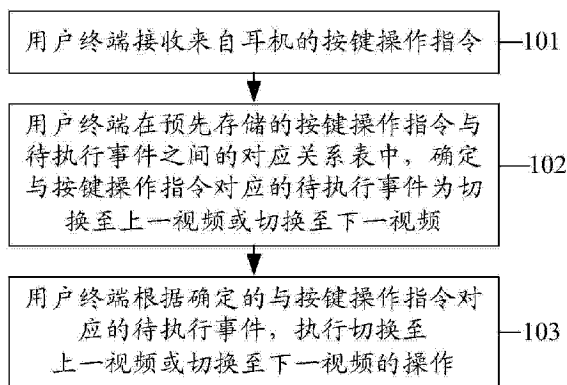 用户终端接收来自耳机的按键操作指令 101
用户终端在预先存储的按键操作指令与
待执行事件之间的对应关系表中，确定
与按键操作指令对应的待执行事件为切 102
换至上一视频或切换至下一视频
用户终端根据确定的与按键操作指令对
应的待执行事件，执行切换至 103
上一视频或切换至下一视频的操作